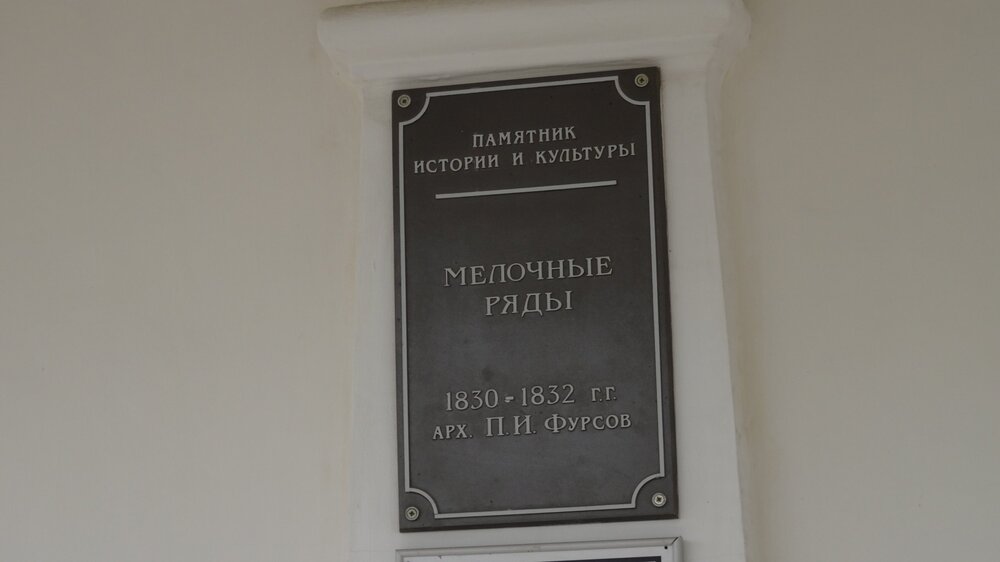 ПАМЯТНИК
ИСТОРИИ И КУЛЬТУРЫ
МЕЛОЧНЫЕ
РЯДЫ
1830-1832 г.г.
АРХ. П.И. ФУРСОВ